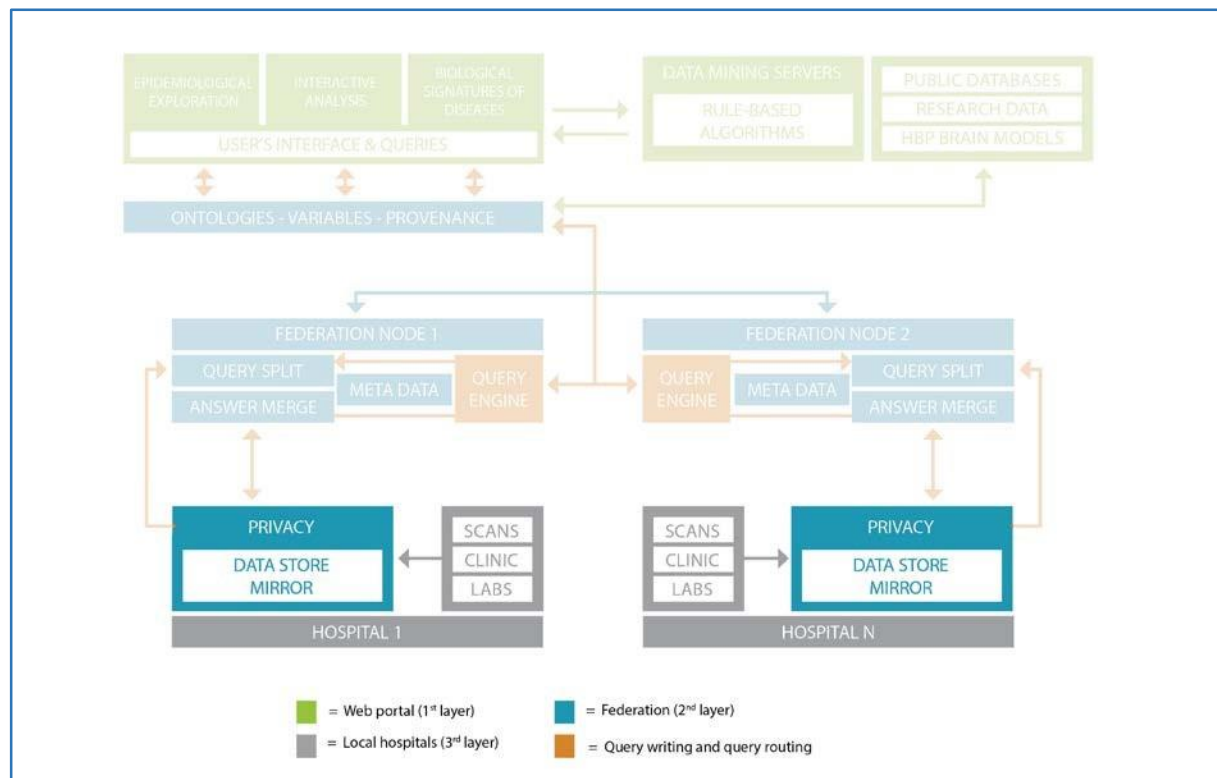 EPIDEMIOLOGICAL
EXPLORATION
INTERACTIVE
ANALYSIS
BIOLOGICAL
SIGNATURES OF
DISEASES
USER'S INTERFACE & QUERIES
DATA MINING SERVERS
RULE-BASED
ALGORITHMS
PUBLIC DATABASES
RESEARCH DATA
HBP BRAIN MODELS
ONTOLOGIES - VARIABLES - PROVENANCE
FEDERATION NODE 1
QUERY SPLIT
ANSWER MERGE
META DATA
QUERY
ENGINE
FEDERATION NODE 2
QUERY
ENGINE
META DATA
QUERY SPLIT
ANSWER MERGE
PRIVACY
DATA STORE
MIRROR
SCANS
CLINIC
LABS
HOSPITAL 1
SCANS
CLINIC
LABS
PRIVACY
DATA STORE
MIRROR
HOSPITAL N
= Web portal (1st layer)
= Federation (2nd layer)
= Local hospitals (3rd layer)
= Query writing and query routing